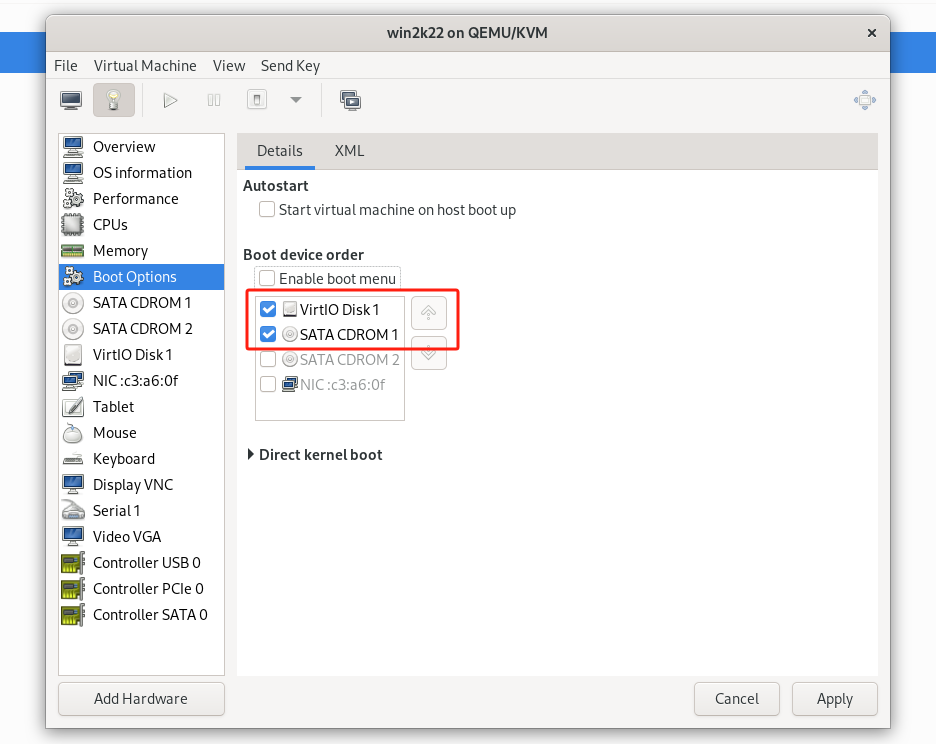 win2k22 on QEMU/KVM
File Virtual Machine View Send Key
Overview
OS information
Performance
CPUs
Memory
Boot Options
SATA CDROM 1
SATA CDROM 2
VirtIO Disk 1
NIC :c3:a6:0f
Tablet
Mouse
Keyboard
Display VNC
Serial 1
Video VGA
Controller USB 0
Controller PCIe 0
Controller SATA 0
Add Hardware
Details XML
Autostart
Start virtual machine on host boot up
Boot device order
Enable boot menu
VirtIO Disk 1
SATA CDROM 1
SATA CDROM 2
NIC :c3:a6:0f
Direct kernel boot
Cancel Apply